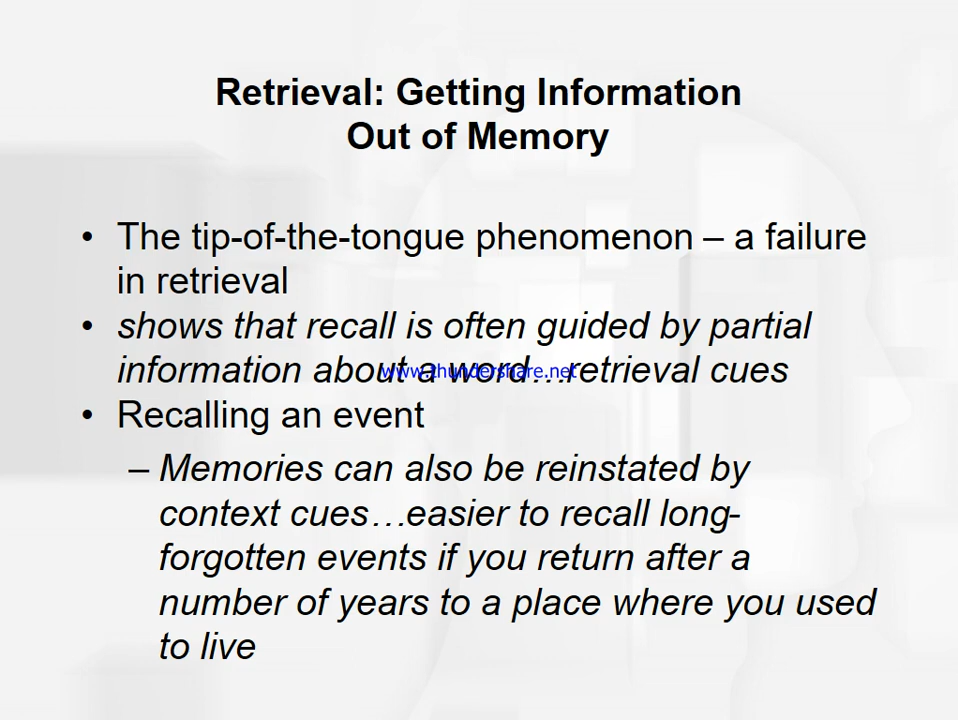 Retrieval: Getting Information
Out of Memory
• The tip-of-the-tongue phenomenon – a failure
in retrieval
• shows that recall is often guided by partial
information about a word…retrieval cues
www.thundershare.net
• Recalling an event
– Memories can also be reinstated by
context cues…easier to recall long-
forgotten events if you return after a
number of years to a place where you used
to live